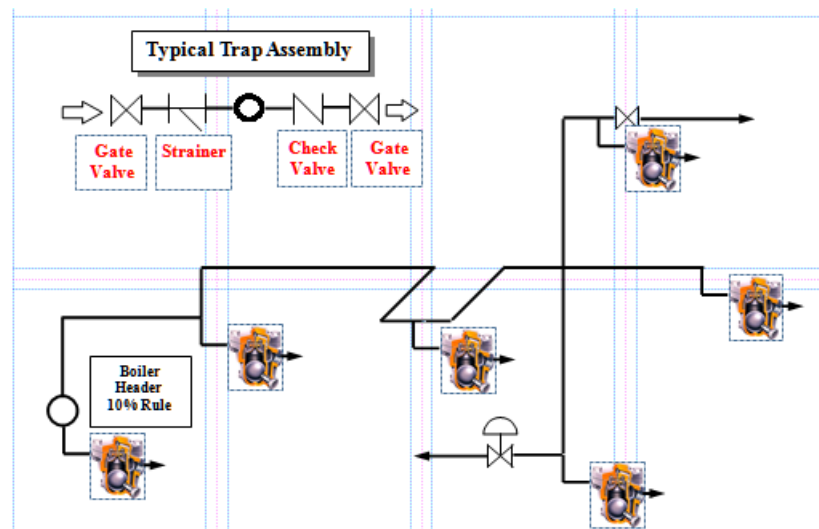 Typical Trap Assembly
Gate
Valve
Strainer
Check
Valve
Gate
Valve
Boiler
Header
10% Rule